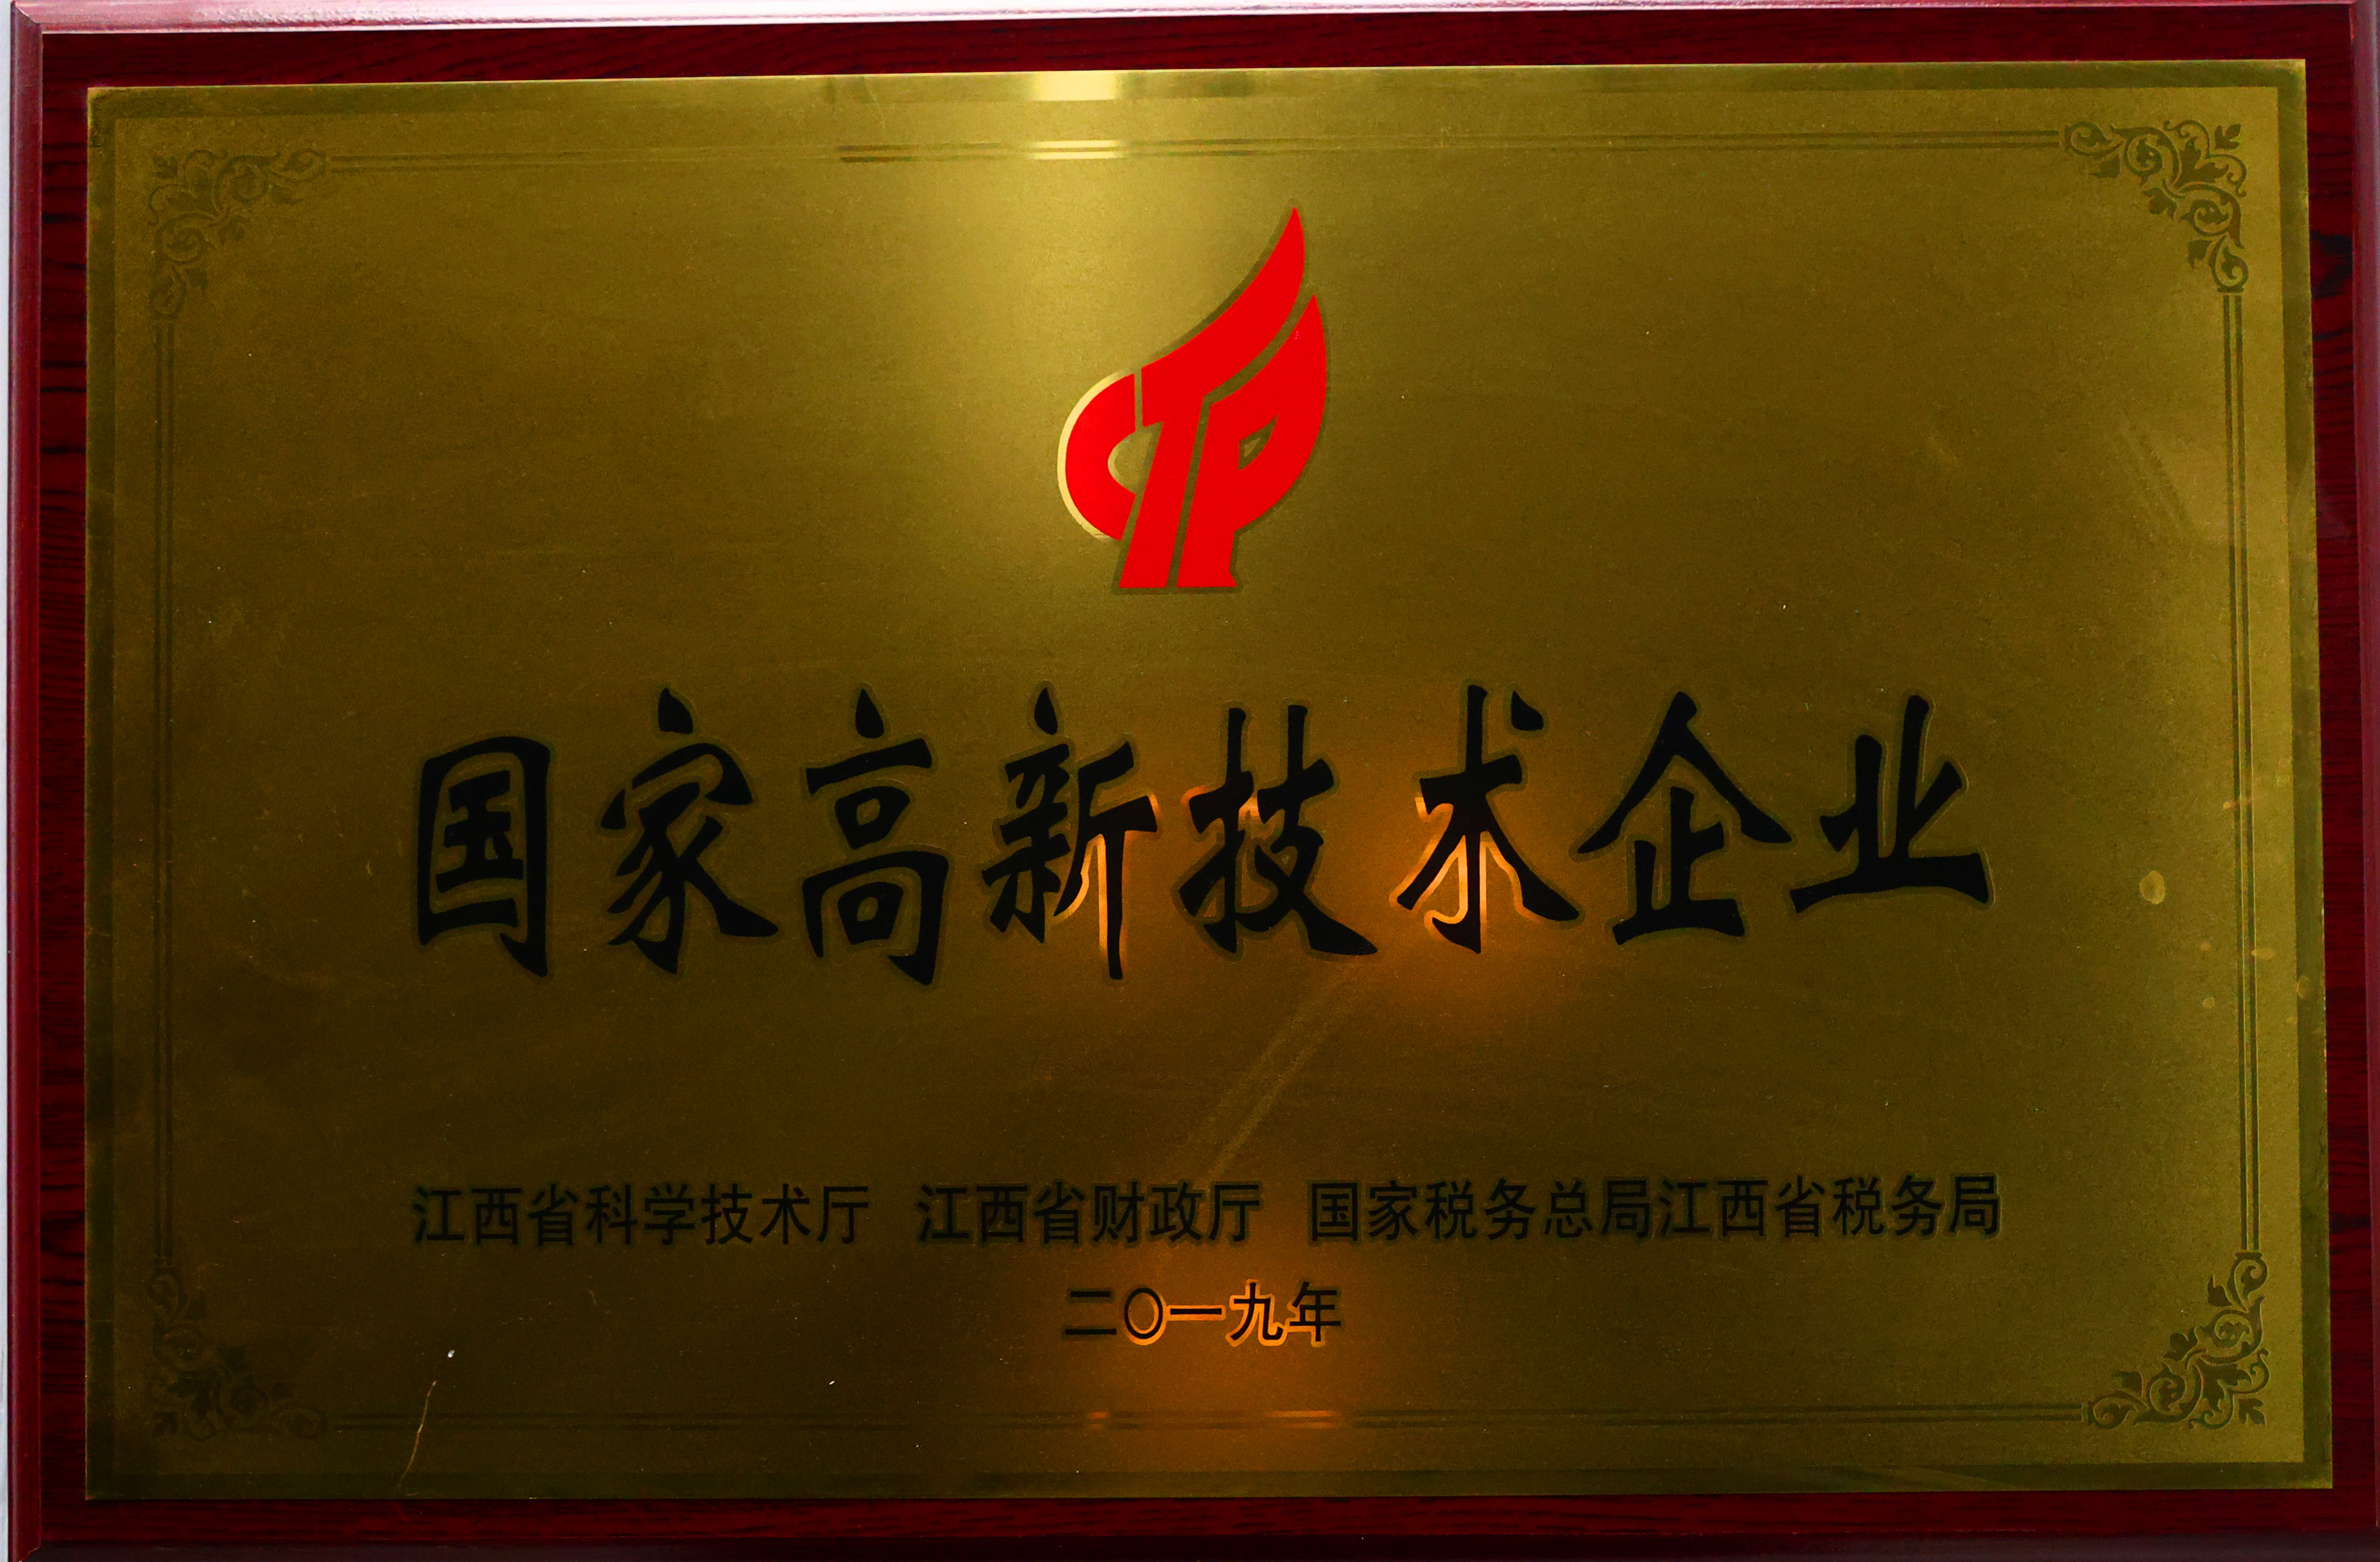 CTP
国家高新技术企业
江西省科学技术厅 江西省财政厅 国家税务总局江西省税务局
二〇一九年